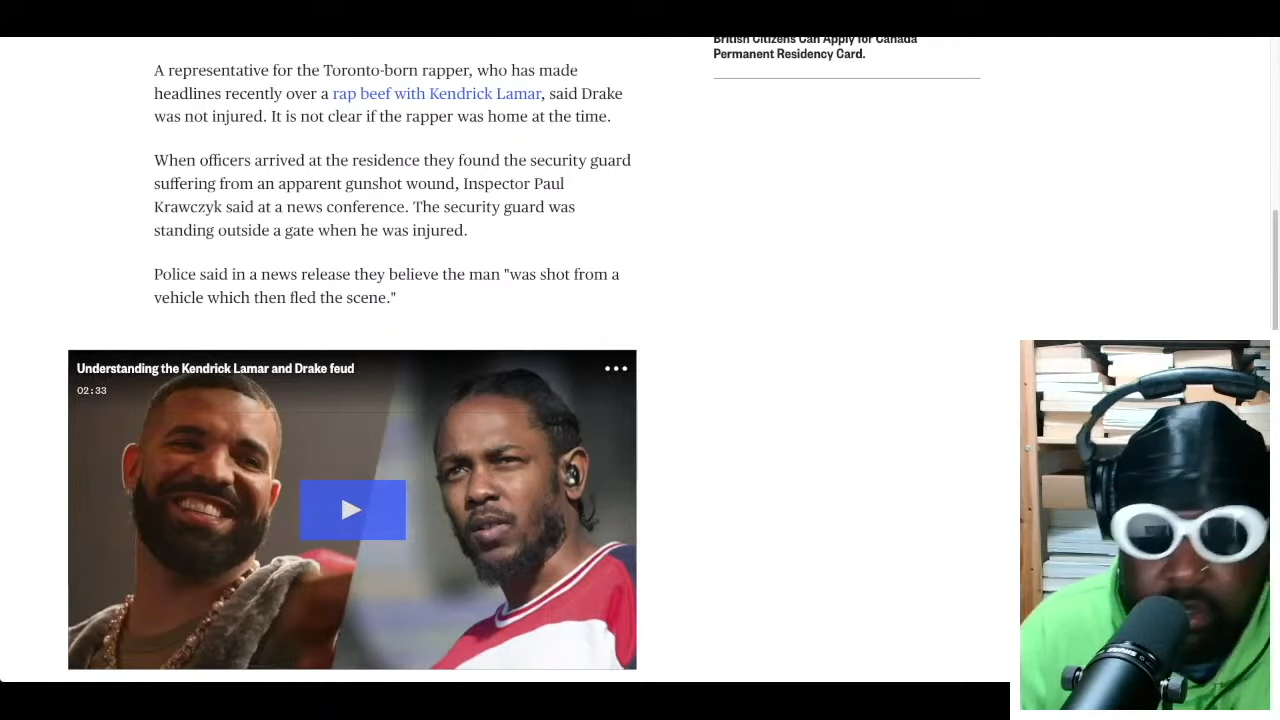 British Citizens Can Apply for Canada
Permanent Residency Card.
A representative for the Toronto-born rapper, who has made
headlines recently over a rap beef with Kendrick Lamar, said Drake
was not injured. It is not clear if the rapper was home at the time.
When officers arrived at the residence they found the security guard
suffering from an apparent gunshot wound, Inspector Paul
Krawczyk said at a news conference. The security guard was
standing outside a gate when he was injured.
Police said in a news release they believe the man "was shot from a
vehicle which then fled the scene."
Understanding the Kendrick Lamar and Drake feud
02:33
SHURE